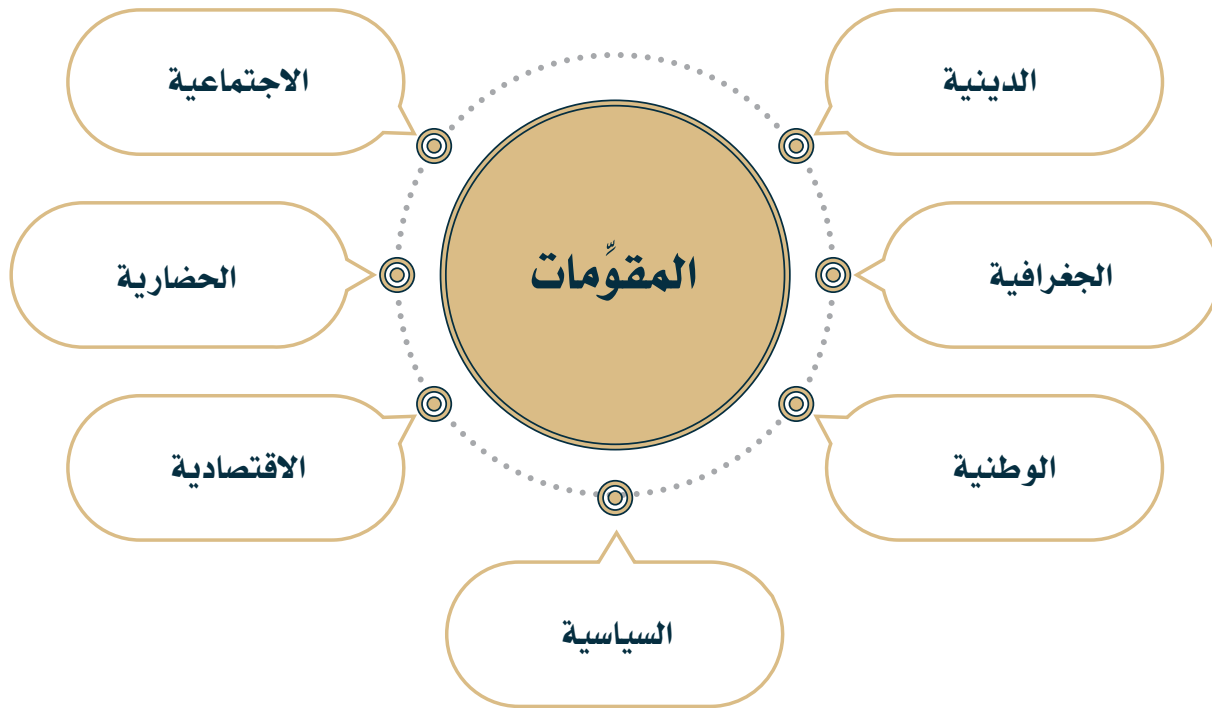 المقوِّمات
الدينية
الجغرافية
الوطنية
السياسية
الاقتصادية
الحضارية
الاجتماعية